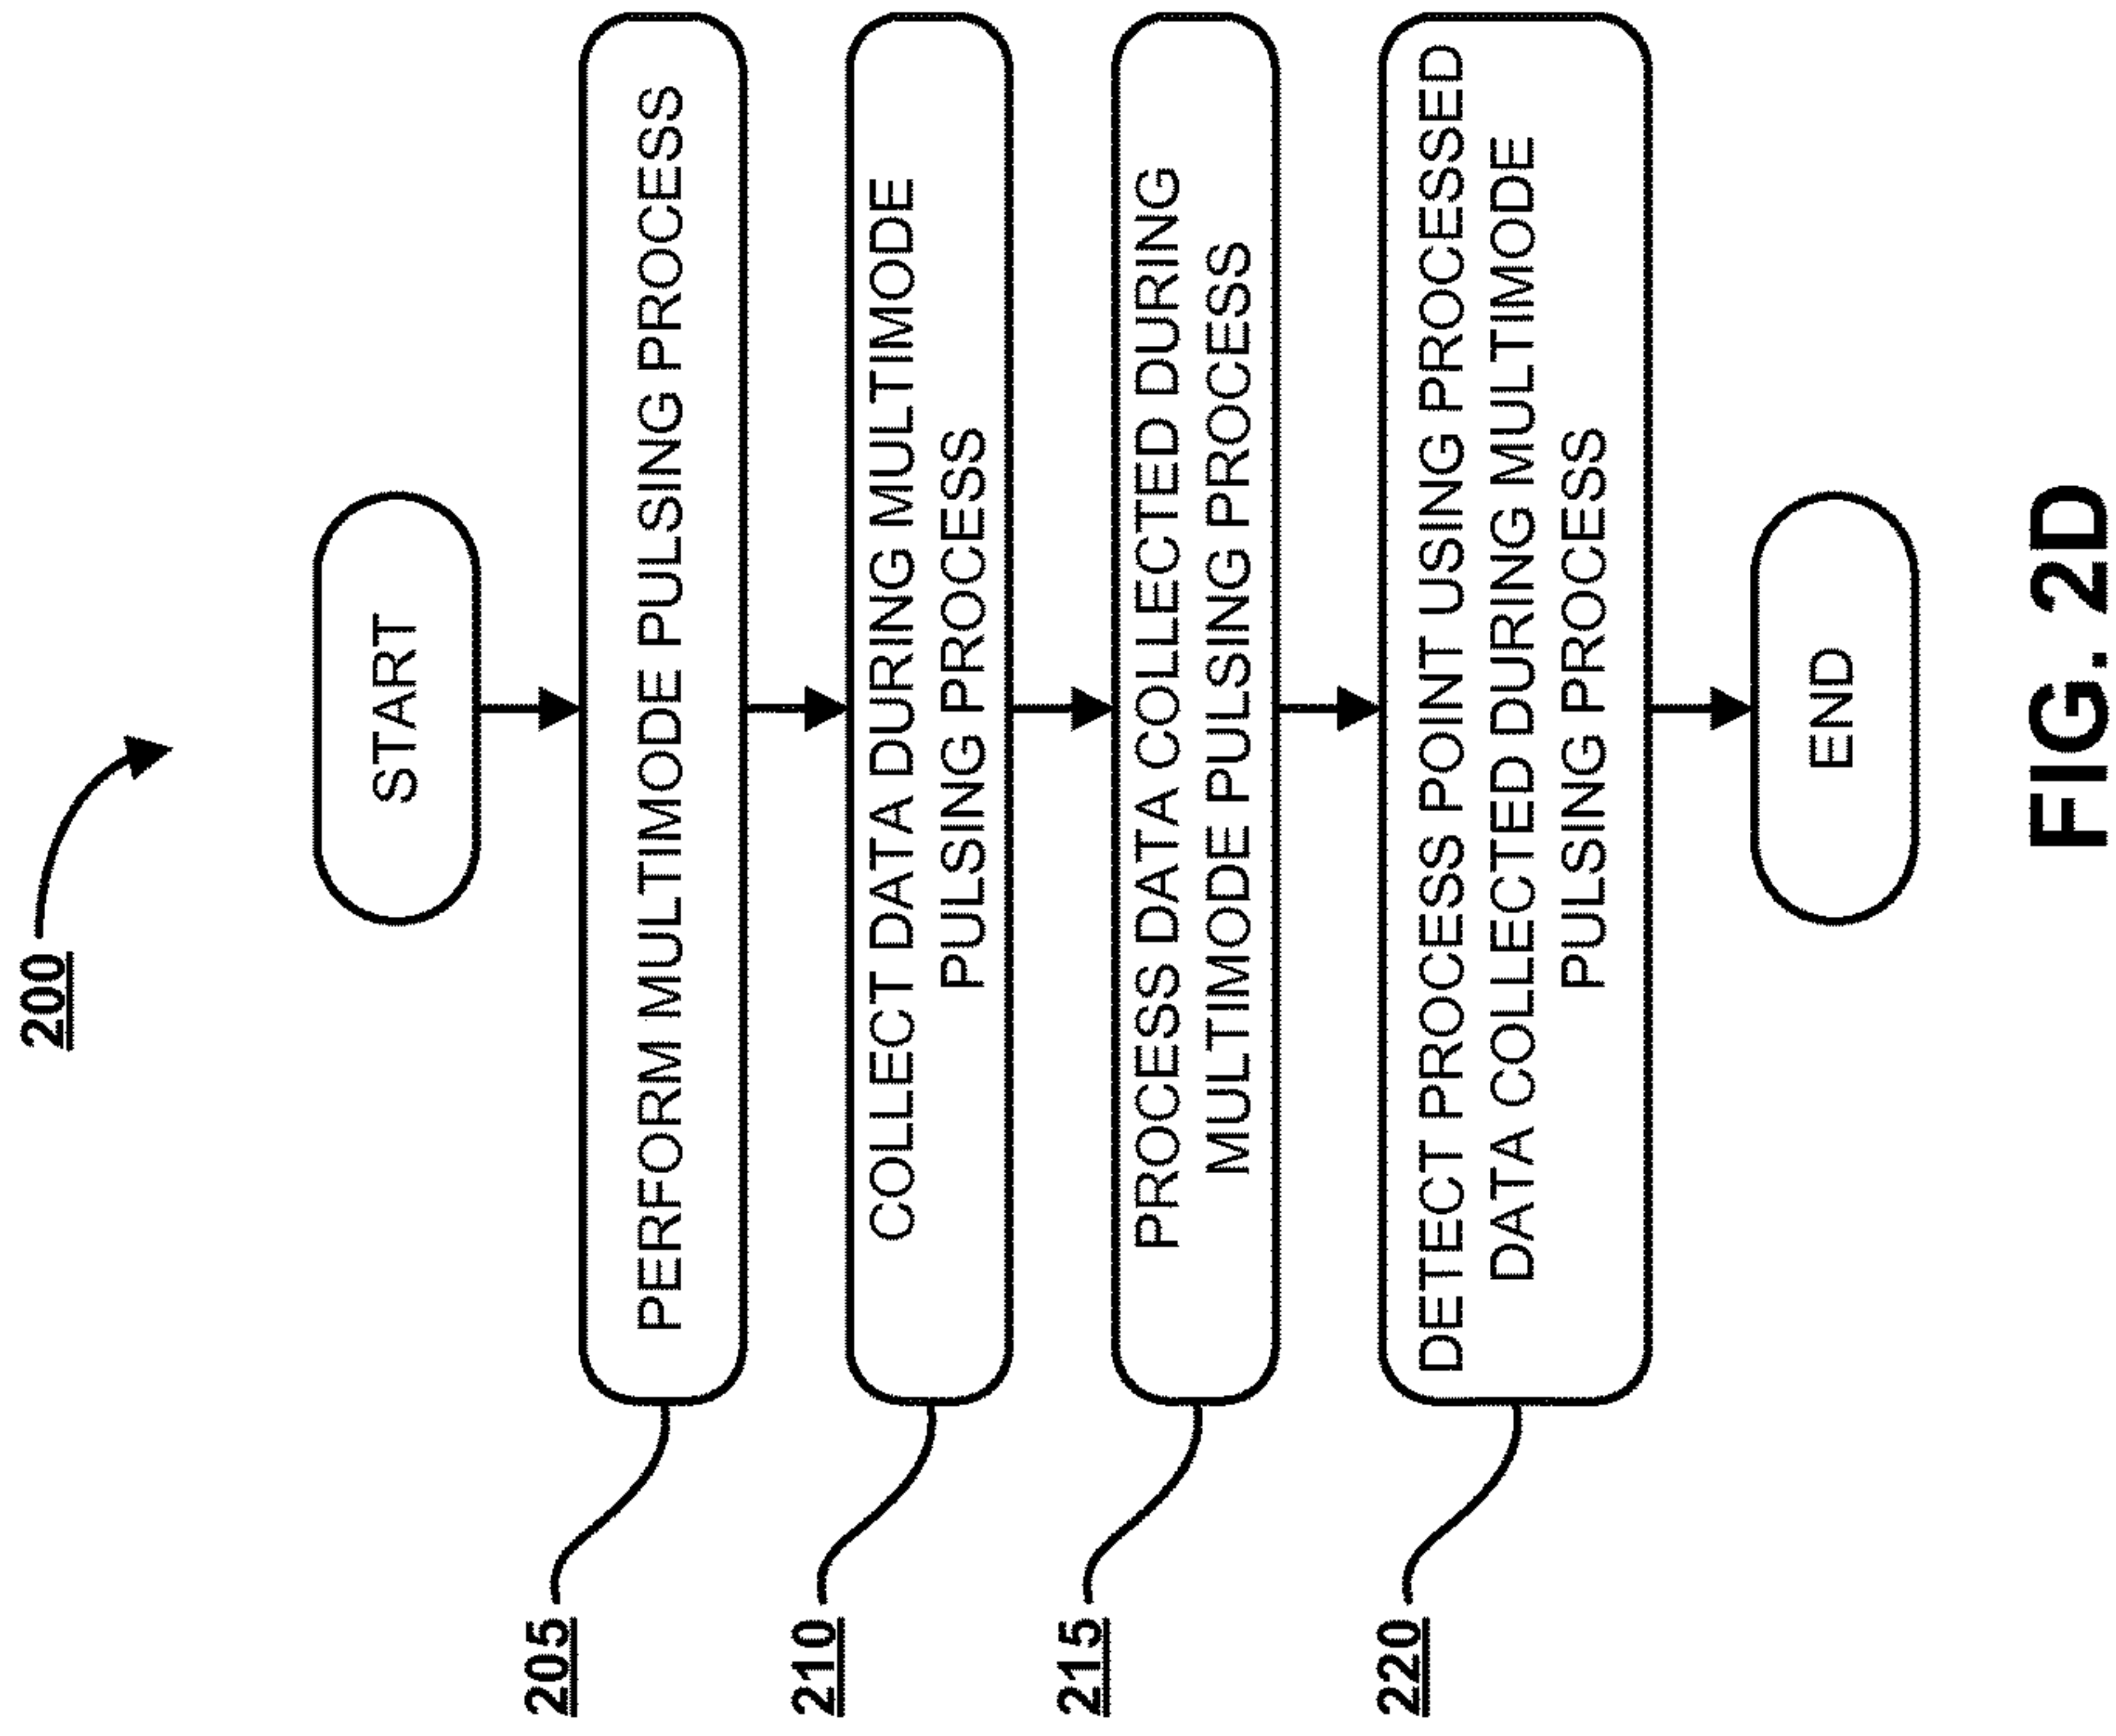 200
START
205
PERFORM MULTIMODE PULSING PROCESS
210
COLLECT DATA DURING MULTIMODE
PULSING PROCESS
215
PROCESS DATA COLLECTED DURING
MULTIMODE PULSING PROCESS
220
DETECT PROCESS POINT USING PROCESSED
DATA COLLECTED DURING MULTIMODE
PULSING PROCESS
END
FIG. 2D